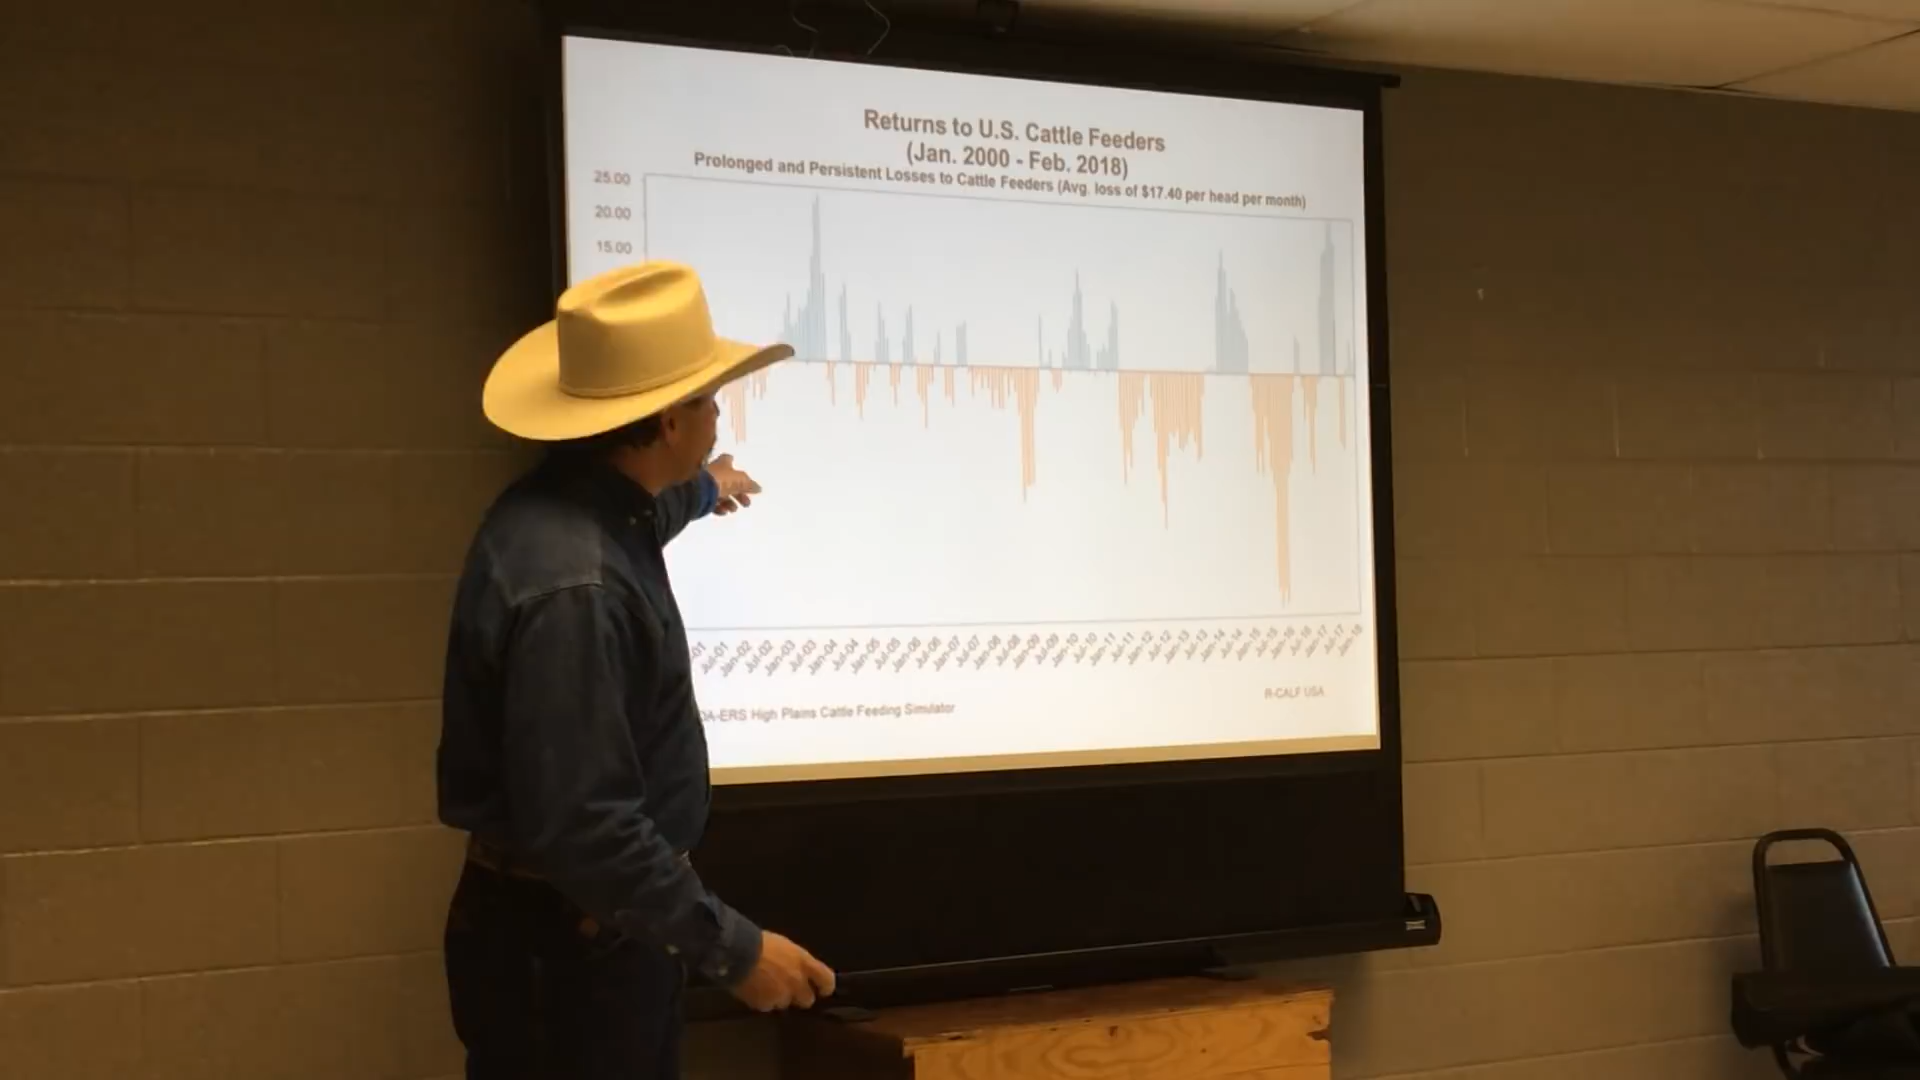 Returns to U.S. Cattle Feeders
(Jan. 2000 - Feb. 2018)
Prolonged and Persistent Losses to Cattle Feeders (Avg. loss of $17.40 per head per month)
25.00
20.00
15.00
-01 Jul-01 Jan-02 Jul-02 Jan-03 Jul-03 Jan-04 Jul-04 Jan-05 Jul-05 Jan-06 Jul-06 Jan-07 Jul-07 Jan-08 Jul-08 Jan-09 Jul-09 Jan-10 Jul-10 Jan-11 Jul-11 Jan-12 Jul-12 Jan-13 Jul-13 Jan-14 Jul-14 Jan-15 Jul-15 Jan-16 Jul-16 Jan-17 Jul-17 Jan-18
R-CALF USA
DA-ERS High Plains Cattle Feeding Simulator